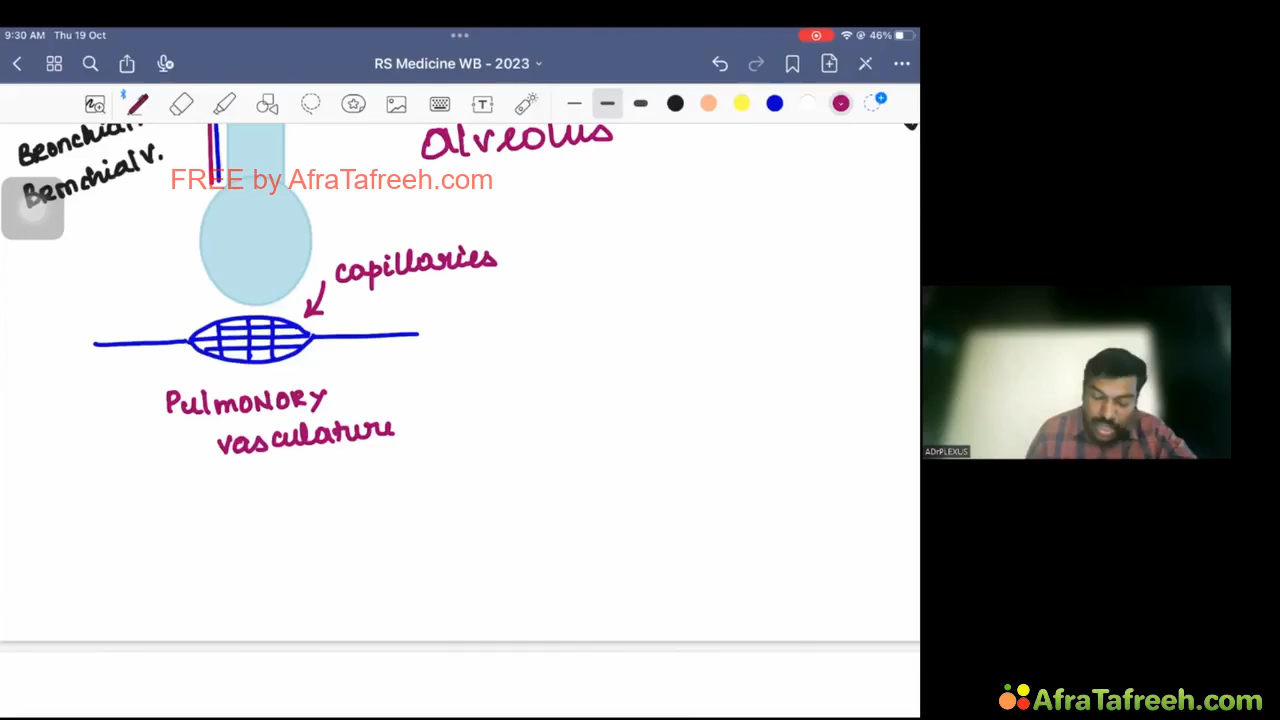 9:30 AM Thu 19 Oct
46%
RS Medicine WB - 2023
T
Bronchial
Bronchial v.
alveolus
FREE by AfraTafreeh.com
capillaries
PulmoNORY
vasculature
ADrPLEXUS
AfraTafreeh.com